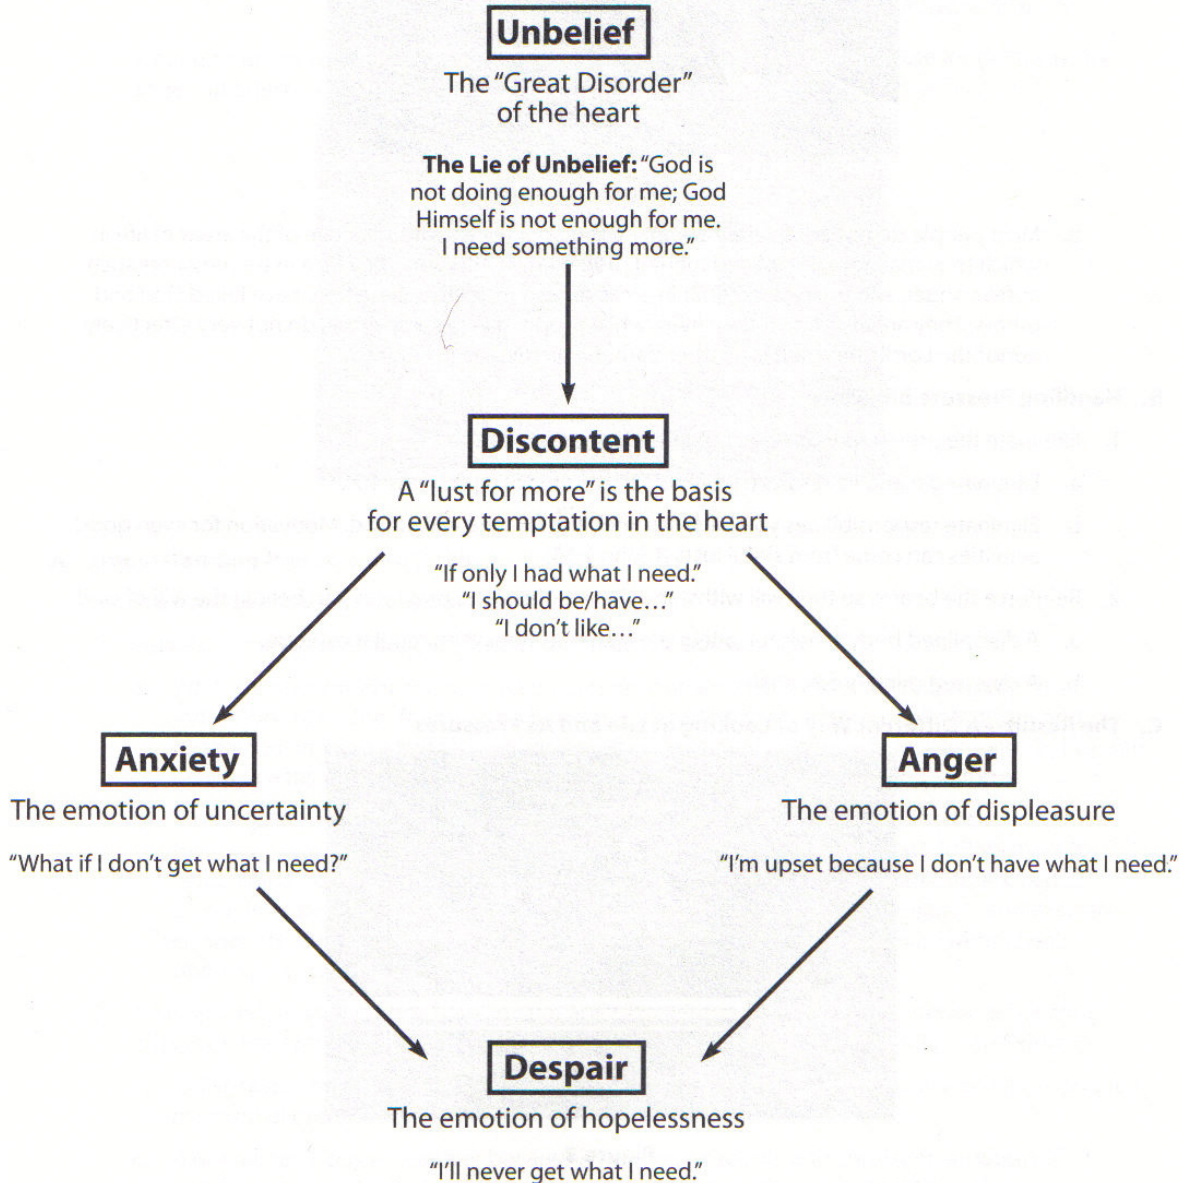 Unbelief
The “Great Disorder”
of the heart
The Lie of Unbelief: “God is
not doing enough for me; God
Himself is not enough for me.
I need something more.”
Discontent
A “lust for more” is the basis
for every temptation in the heart
“If only I had what I need.”
“I should be/have…”
“I don’t like…”
Anxiety
The emotion of uncertainty
“What if I don’t get what I need?”
Anger
The emotion of displeasure
“I’m upset because I don’t have what I need.”
Despair
The emotion of hopelessness
“I’ll never get what I need.”